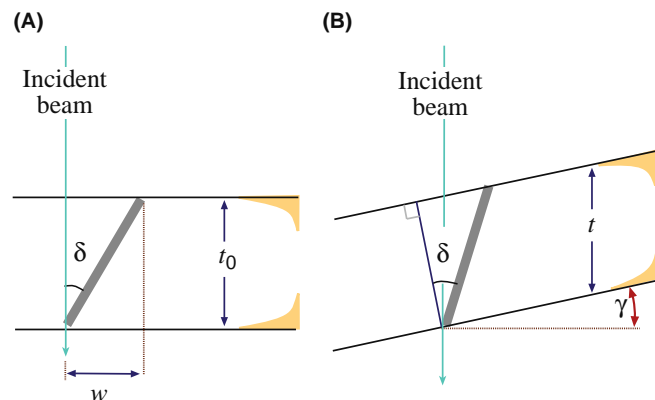 (A)
Incident
beam
δ
t0
w
(B)
Incident
beam
δ
t
γ